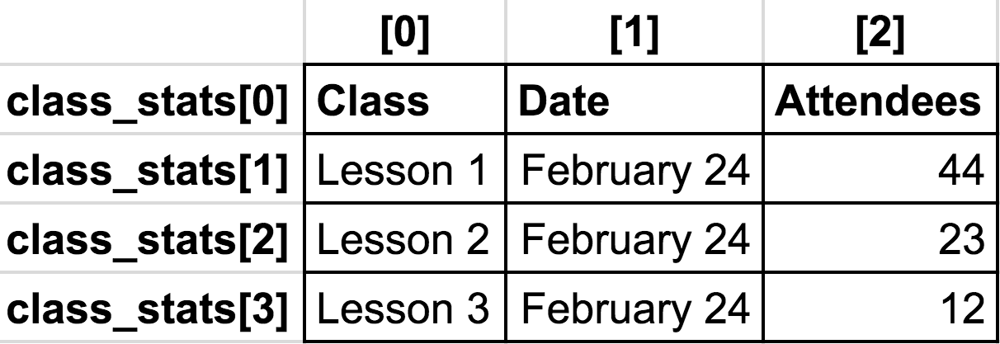 [0] [1] [2]
class_stats[0] Class Date Attendees
class_stats[1] Lesson 1 February 24 44
class_stats[2] Lesson 2 February 24 23
class_stats[3] Lesson 3 February 24 12